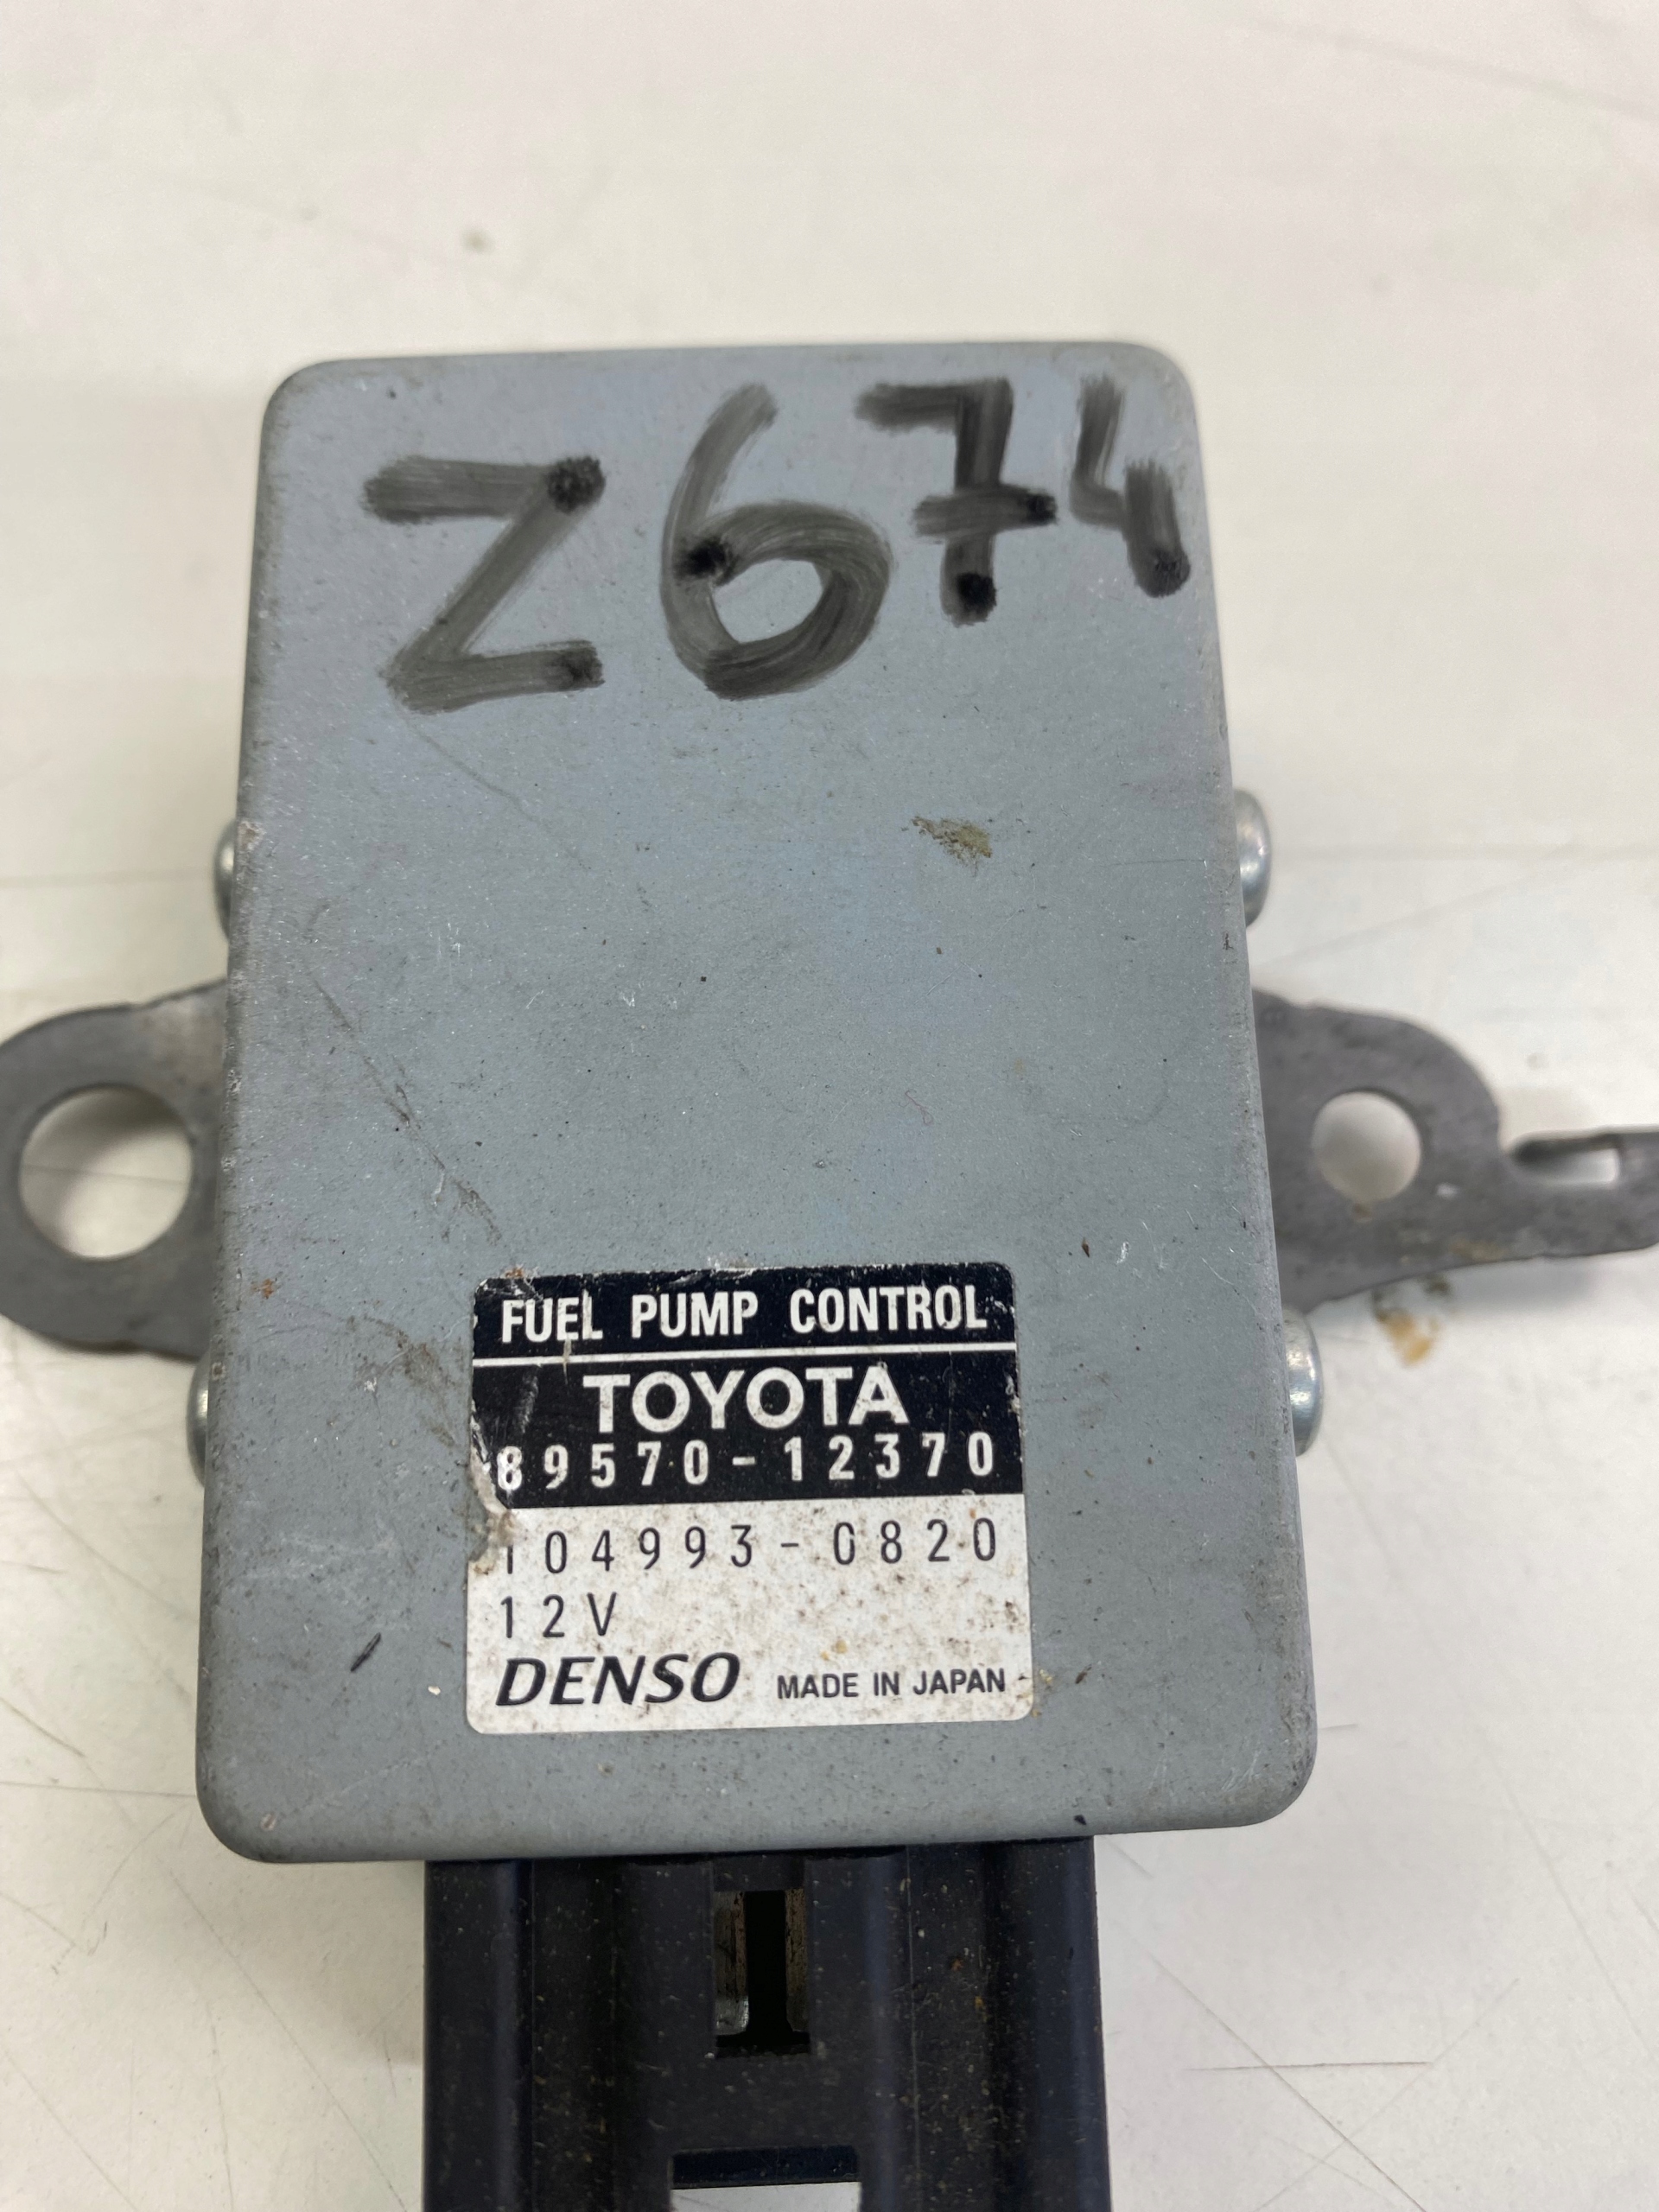 Z674
FUEL PUMP CONTROL
TOYOTA
89570-12370
104993-0820
12V
DENSO MADE IN JAPAN